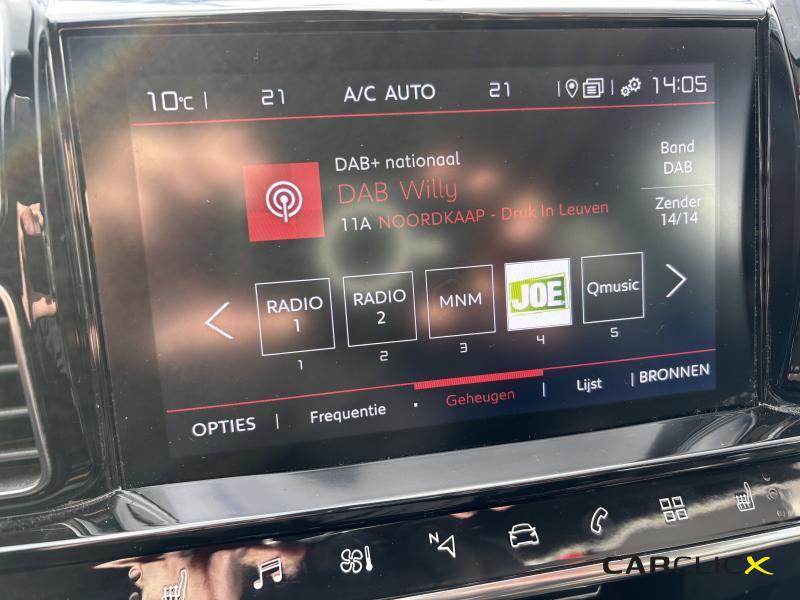 10°C | 21 A/C AUTO 21 | | 14:05
DAB+ nationaal
DAB Willy
11A NOORDKAAP - Druk In Leuven
Band
DAB
Zender
14/14
RADIO
1
RADIO
2
MNM
JOE
Qmusic
1 2 3 4 5
OPTIES | Frequentie · Geheugen | Lijst | BRONNEN
N
CARCLICX